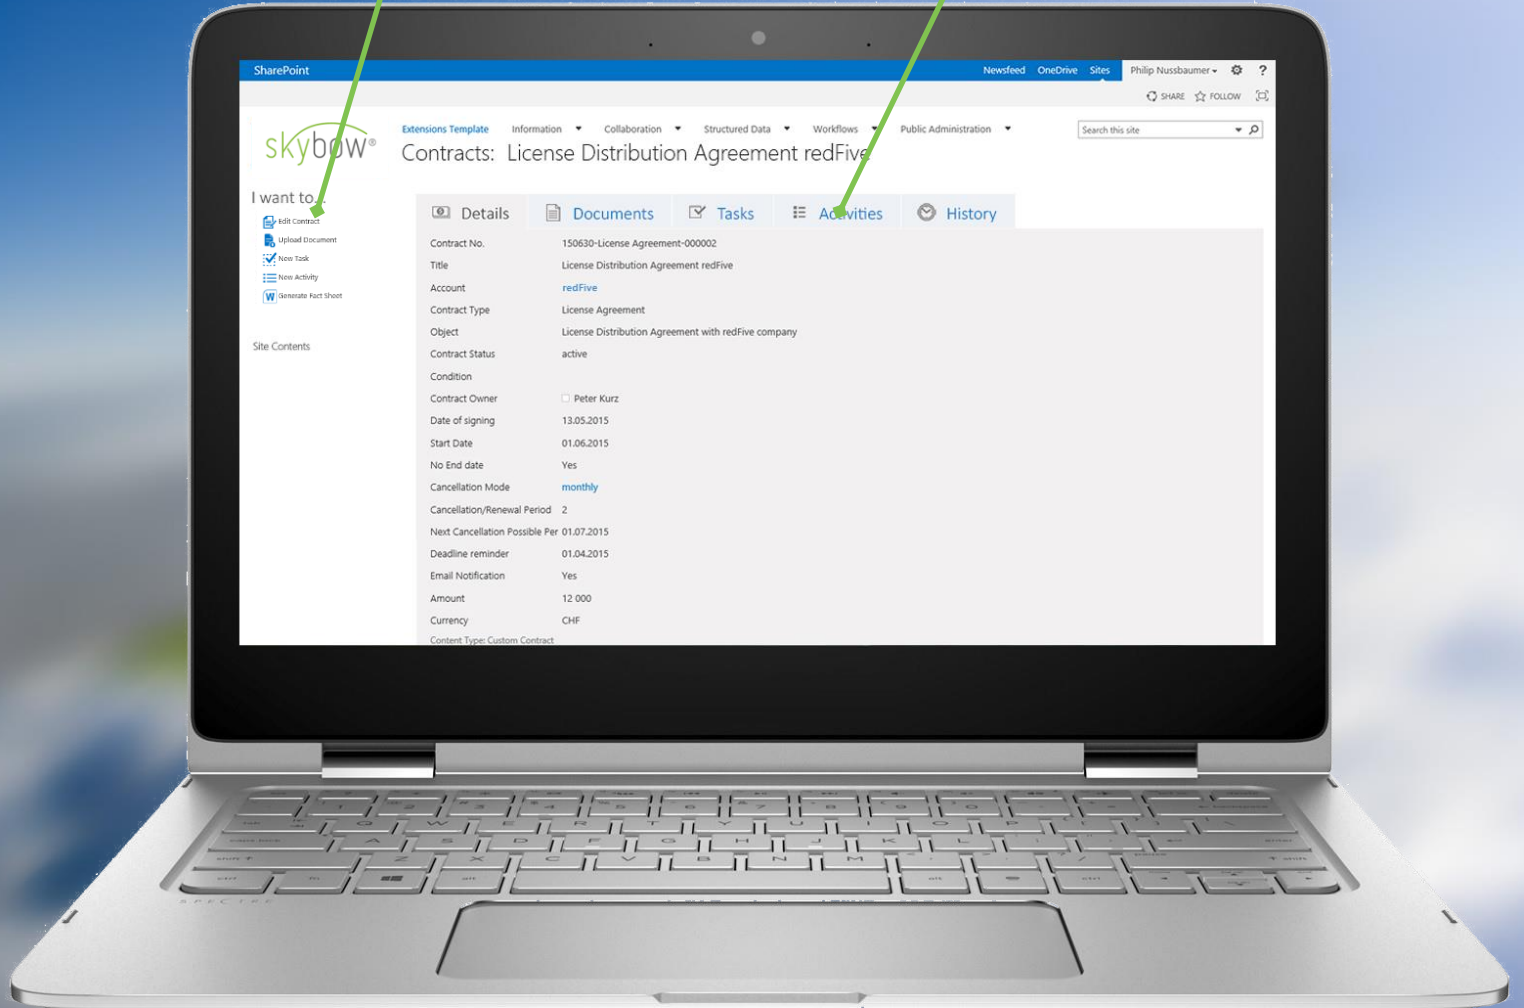 SharePoint
Newsfeed OneDrive Sites Philip Nussbaumer ?
SHARE FOLLOW
skybow®
Extensions Template Information Collaboration Structured Data Workflows Public Administration
Search this site
Contracts: License Distribution Agreement redFive
I want to...
Edit Contract
Upload Document
New Task
New Activity
Generate Fact Sheet
Site Contents
Details Documents Tasks Activities History
Contract No. 150630-License Agreement-000002
Title License Distribution Agreement redFive
Account redFive
Contract Type License Agreement
Object License Distribution Agreement with redFive company
Contract Status active
Condition
Contract Owner Peter Kurz
Date of signing 13.05.2015
Start Date 01.06.2015
No End date Yes
Cancellation Mode monthly
Cancellation/Renewal Period 2
Next Cancellation Possible Per 01.07.2015
Deadline reminder 01.04.2015
Email Notification Yes
Amount 12 000
Currency CHF
Content Type: Custom Contract
SPECTRE